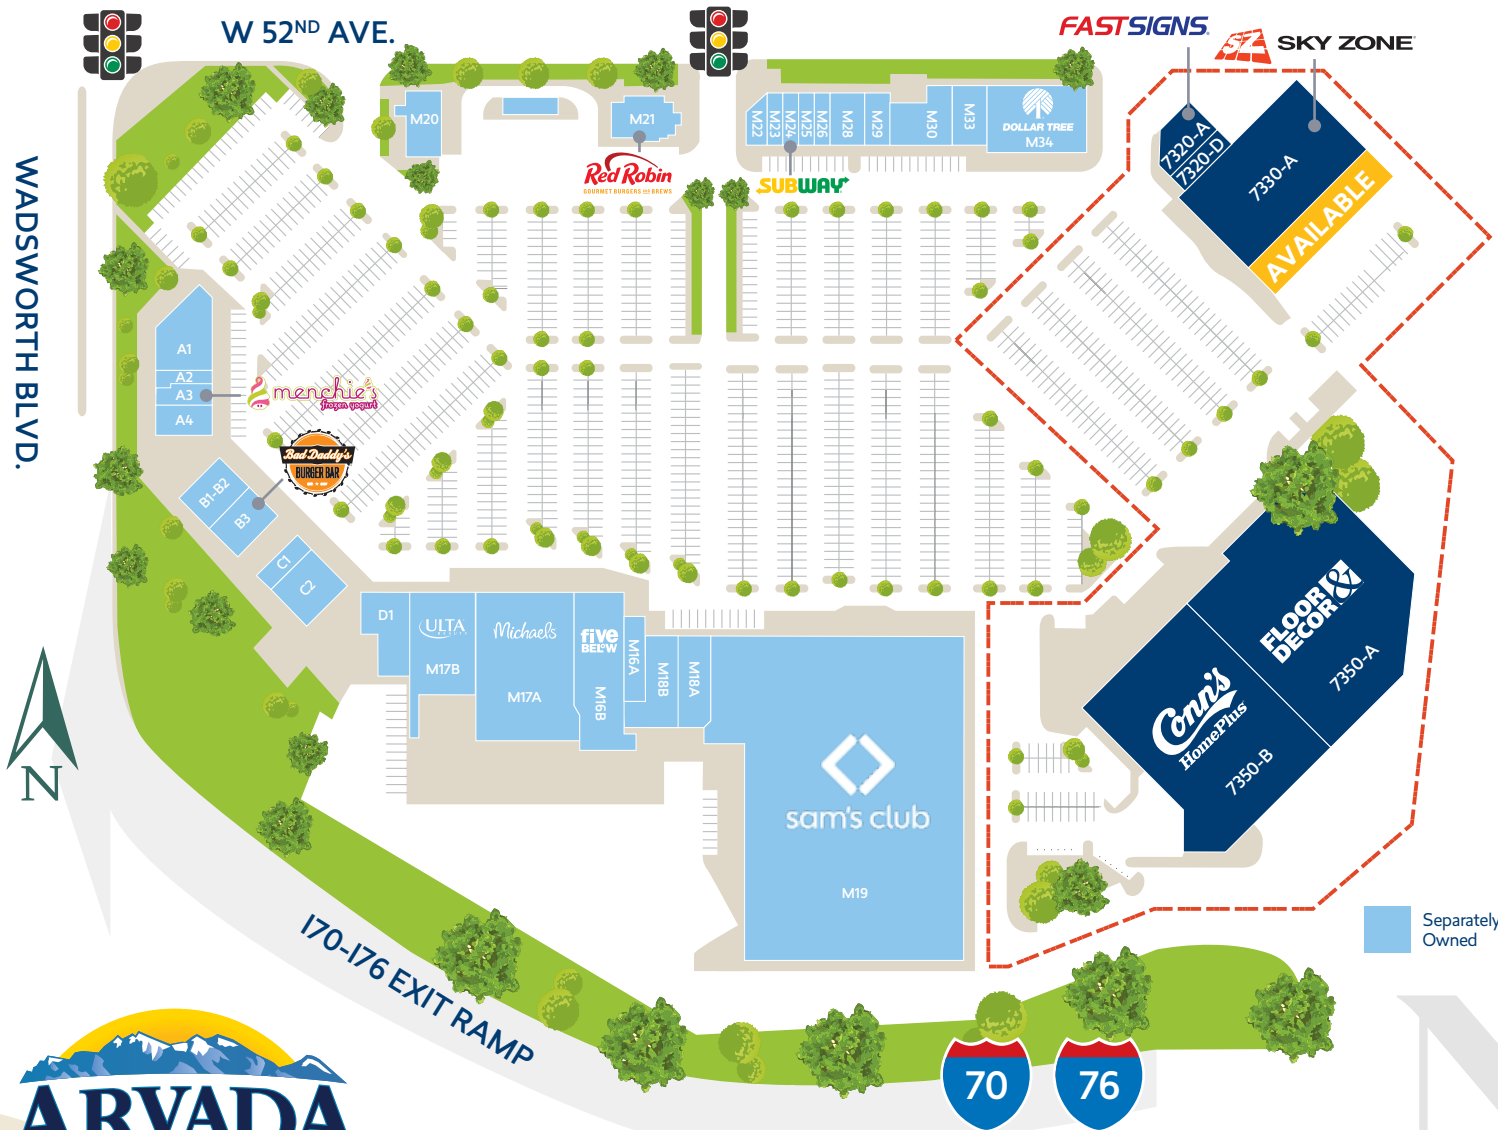 W 52ND AVE.
FASTSIGNS
SZ SKY ZONE
WADSWORTH BLVD.
M20
M21
Red Robin
GOURMET BURGERS AND BREWS
M22
M23
M24
M25
M26
M28
M29
M30
M33
DOLLAR TREE
M34
SUBWAY
7320-A
7320-D
7330-A
AVAILABLE
A1
A2
A3
A4
menchie's
frozen yogurt
Bad Daddy's
BURGER BAR
B1-B2
B3
C1
C2
D1
ULTA
BEAUTY
M17B
Michaels
M17A
five
BELOW
M16B
M16A
M18B
M18A
sam's club
M19
FLOOR &
DECOR
7350-A
Conn's
HomePlus
7350-B
N
I70-I76 EXIT RAMP
Separately
Owned
70
76
ARVADA